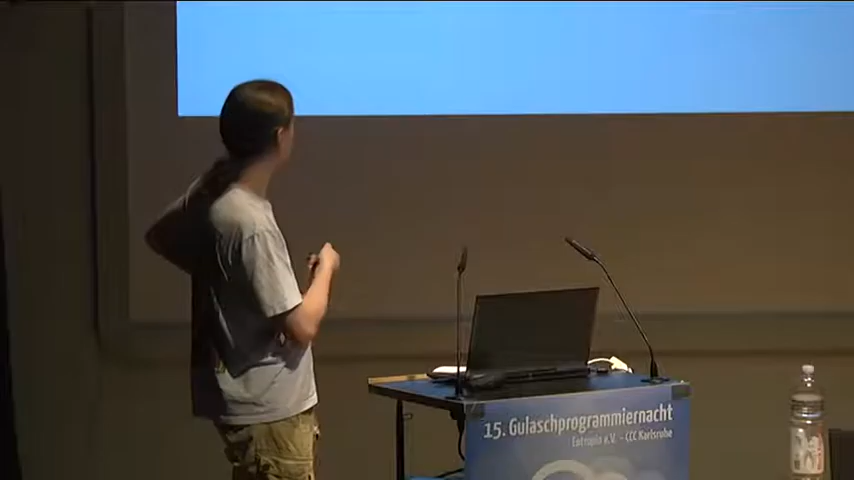 15. Gulaschprogrammiernacht
Entropia e.V. - CCC Karlsruhe